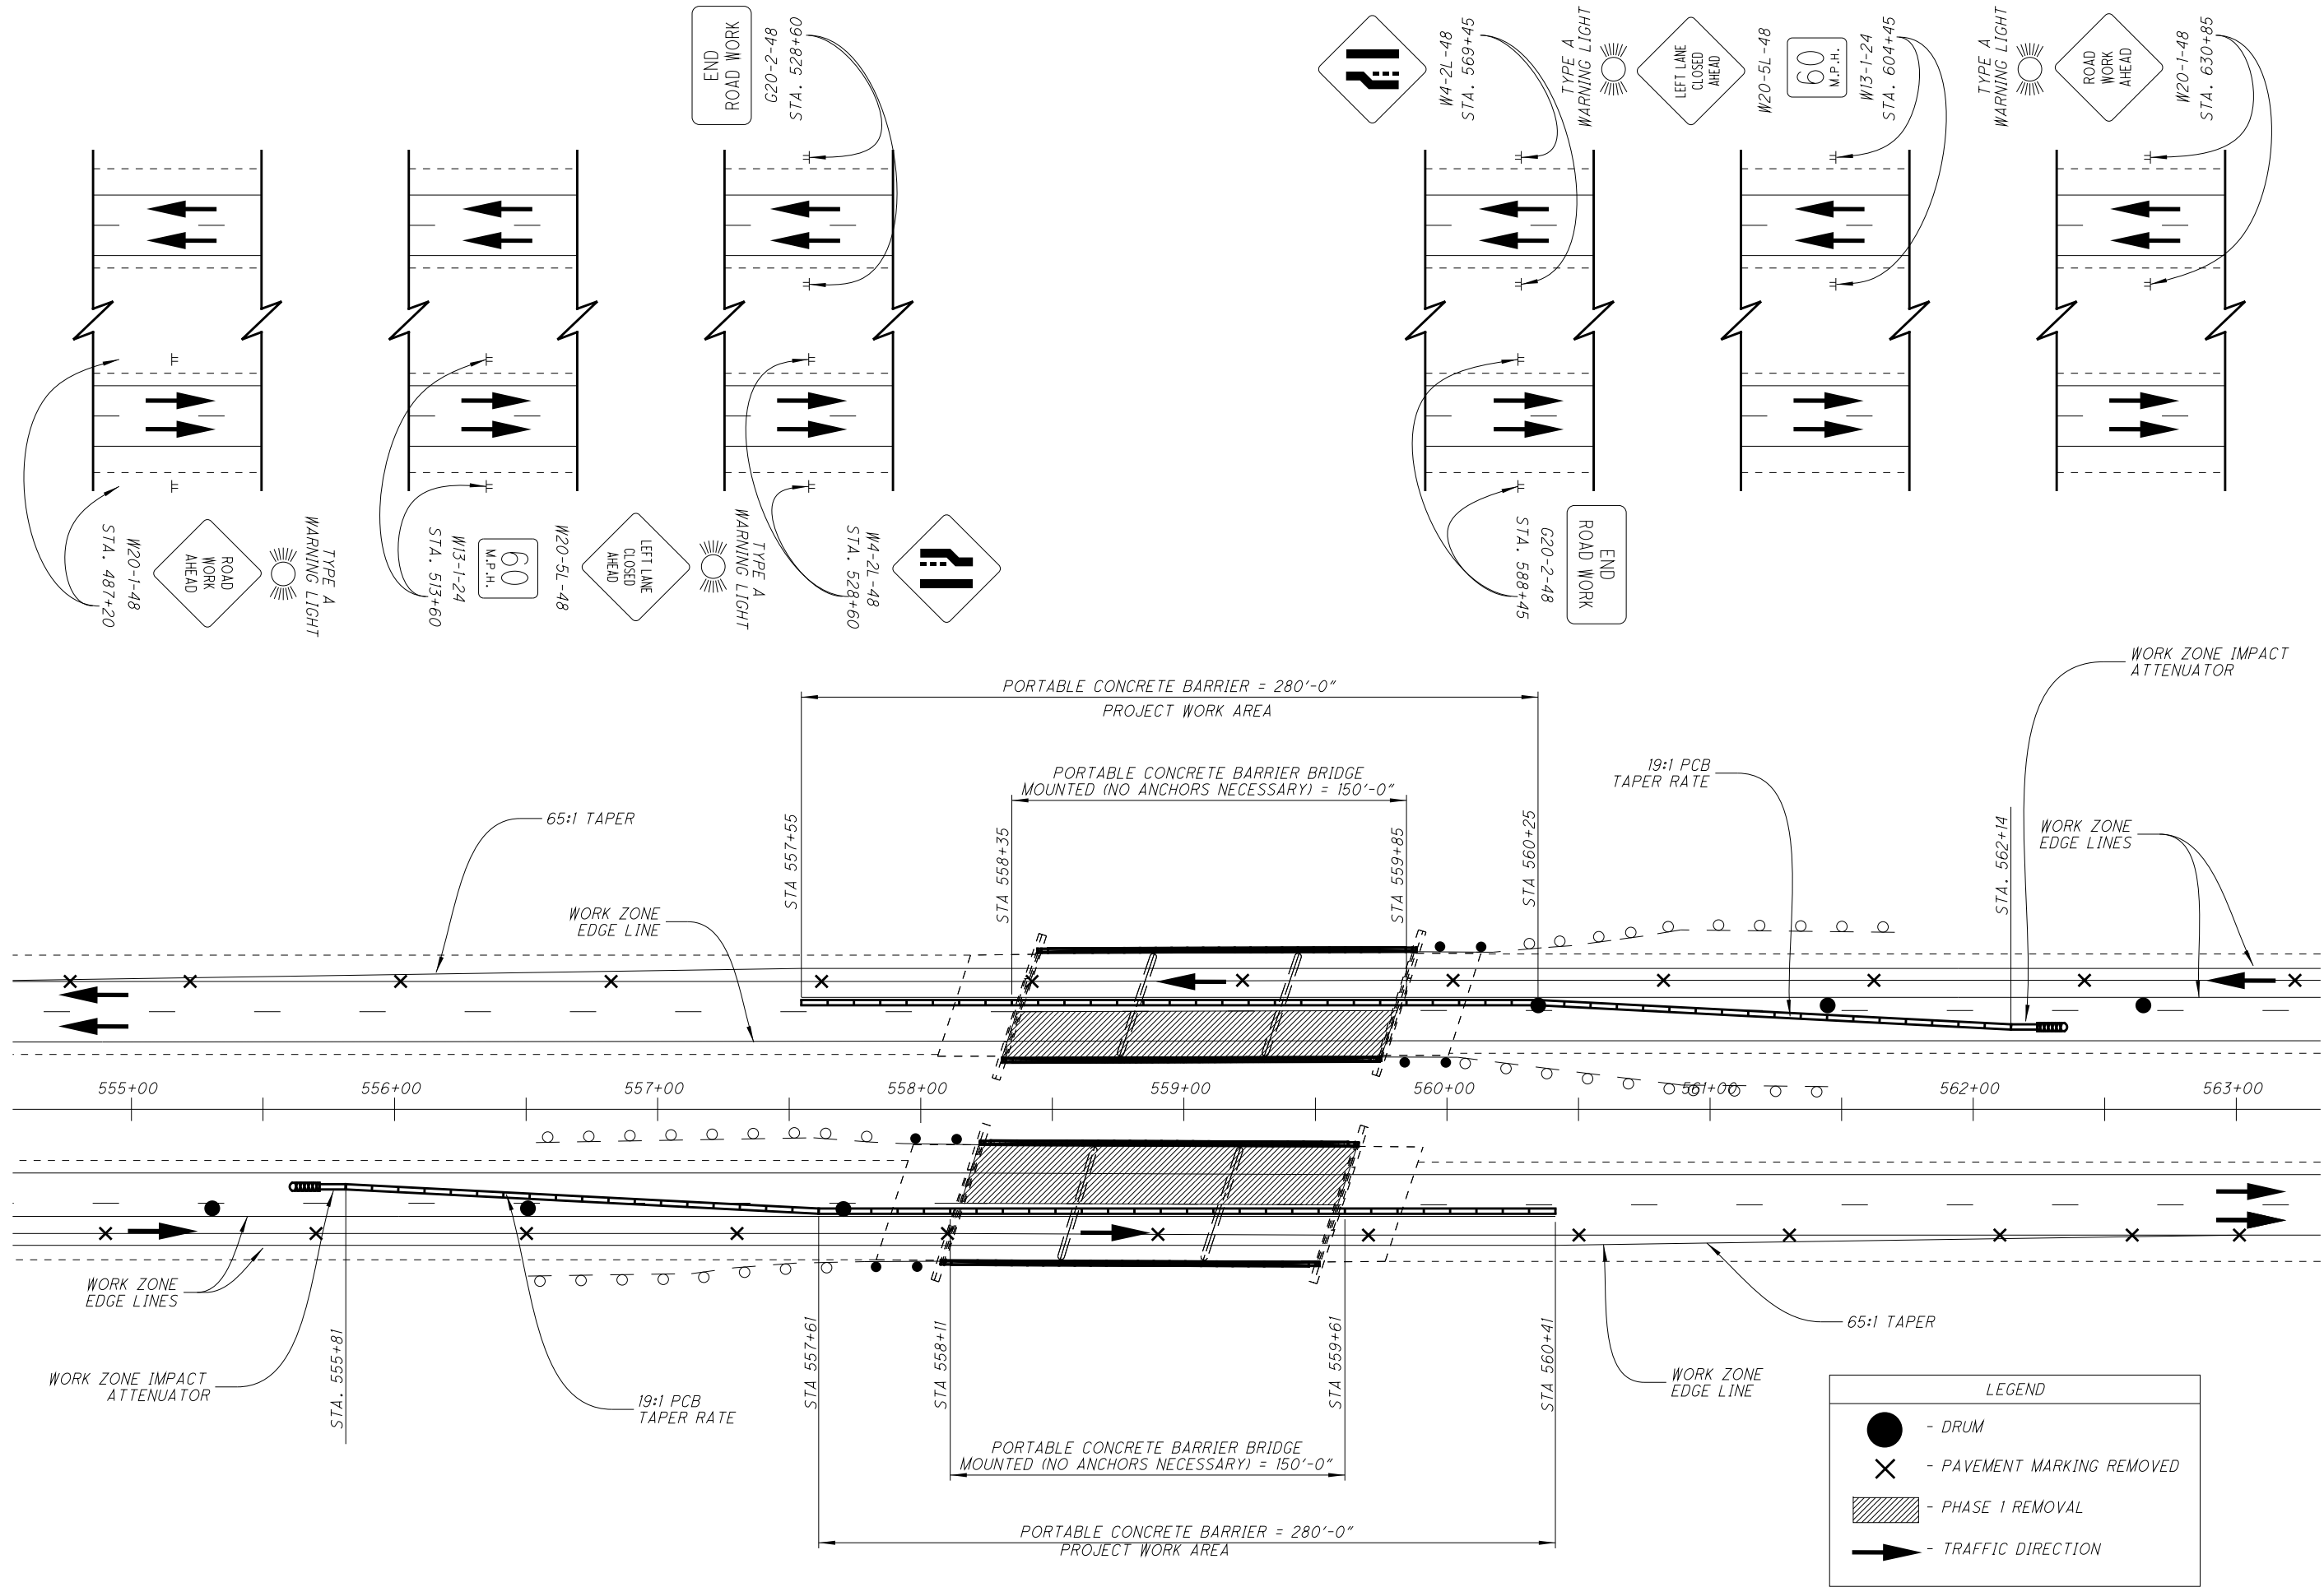 END
ROAD WORK
G20-2-48
STA. 528+60
W4-2L-48
STA. 569+45
TYPE A
WARNING LIGHT
LEFT LANE
CLOSED
AHEAD
W20-5L-48
60
M.P.H.
W13-1-24
STA. 604+45
TYPE A
WARNING LIGHT
ROAD
WORK
AHEAD
W20-1-48
STA. 630+85
STA. 487+20
W20-1-48
ROAD
WORK
AHEAD
TYPE A
WARNING LIGHT
STA. 513+60
W13-1-24
60
M.P.H.
W20-5L-48
LEFT LANE
CLOSED
AHEAD
TYPE A
WARNING LIGHT
STA. 528+60
W4-2L-48
STA. 588+45
G20-2-48
END
ROAD WORK
PORTABLE CONCRETE BARRIER = 280'-0"
PROJECT WORK AREA
WORK ZONE IMPACT
ATTENUATOR
PORTABLE CONCRETE BARRIER BRIDGE
MOUNTED (NO ANCHORS NECESSARY) = 150'-0"
19:1 PCB
TAPER RATE
65:1 TAPER
STA 557+55
STA 558+35
STA 559+85
STA 560+25
STA. 562+14
WORK ZONE
EDGE LINES
WORK ZONE
EDGE LINE
555+00 556+00 557+00 558+00 559+00 560+00 561+00 562+00 563+00
WORK ZONE
EDGE LINES
WORK ZONE IMPACT
ATTENUATOR
STA. 555+81
19:1 PCB
TAPER RATE
STA 557+61
STA 558+11
STA 559+61
STA 560+41
65:1 TAPER
WORK ZONE
EDGE LINE
PORTABLE CONCRETE BARRIER BRIDGE
MOUNTED (NO ANCHORS NECESSARY) = 150'-0"
PORTABLE CONCRETE BARRIER = 280'-0"
PROJECT WORK AREA
LEGEND
- DRUM
- PAVEMENT MARKING REMOVED
- PHASE 1 REMOVAL
- TRAFFIC DIRECTION